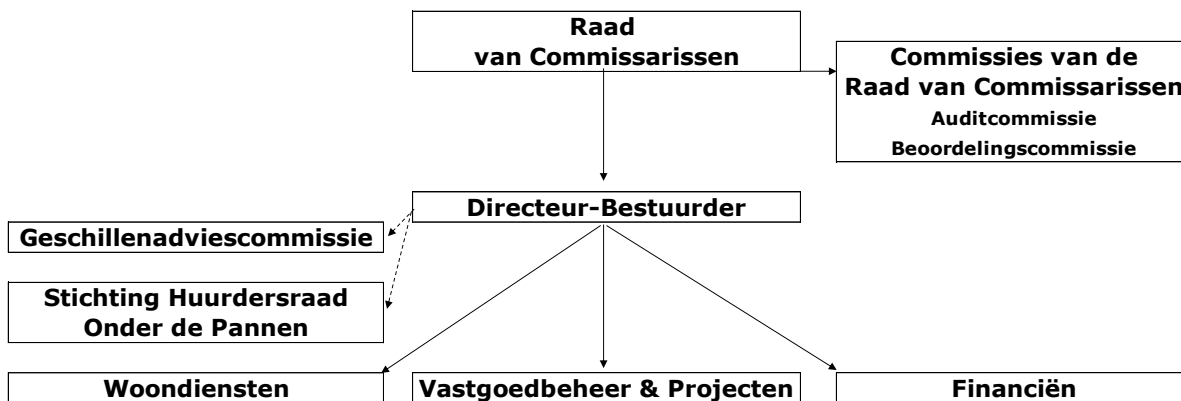 Raad
van Commissarissen
Commissies van de
Raad van Commissarissen
Auditcommissie
Beoordelingscommissie
Directeur-Bestuurder
Geschillenadviescommissie
Stichting Huurdersraad
Onder de Pannen
Woondiensten
Vastgoedbeheer & Projecten
Financiën